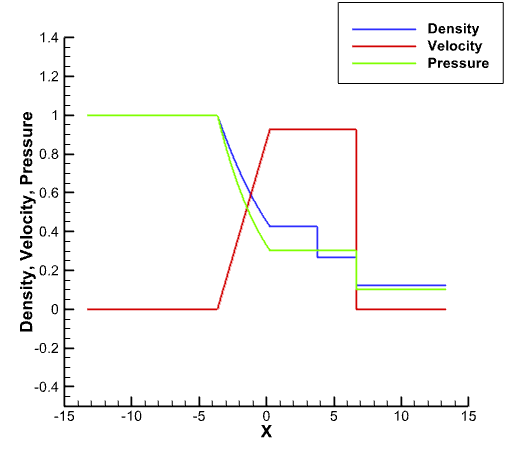 Density
Velocity
Pressure
1.4
1.2
1
0.8
0.6
0.4
0.2
0
-0.2
-0.4
Density, Velocity, Pressure
-15 -10 -5 0 5 10 15
X